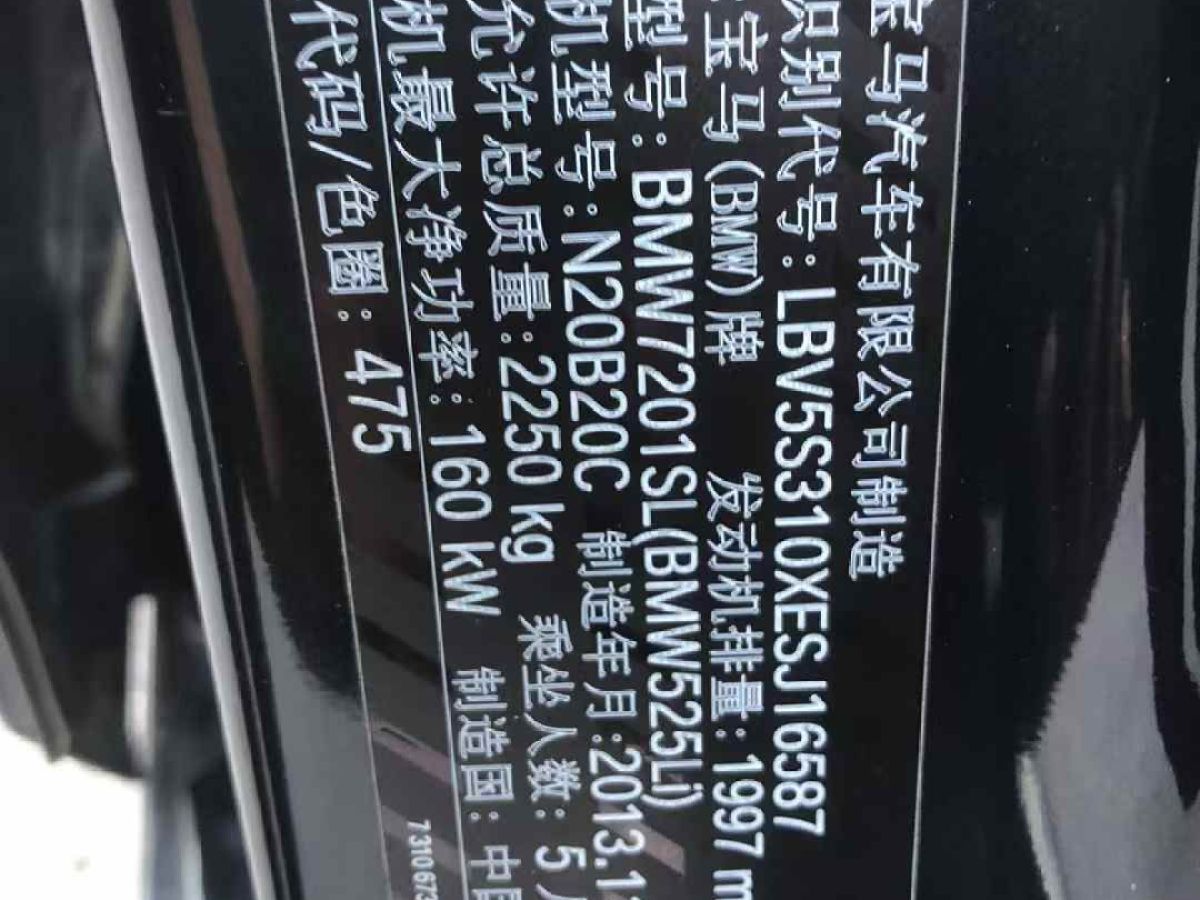 宝马汽车有限公司制造
识别代号:LBV5S310XESJ16587
宝马(BMW)牌 发动机排量:1997 m
型号:BMW7201SL(BMW525Li)
机型号:N20B20C 制造年月:2013.1
允许总质量:2250 kg 乘坐人数:5
机最大净功率:160 kW 制造国:中
代码/色圈:475
7310673